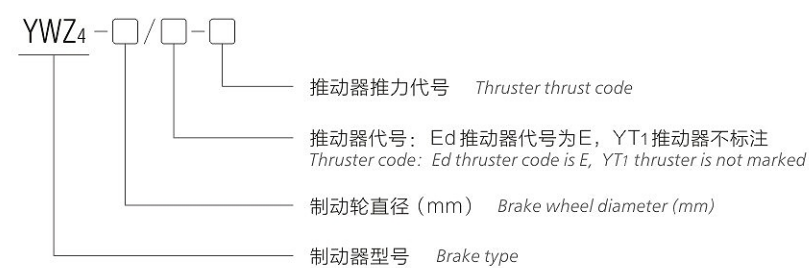 YWZ4-□/□-□
推动器推力代号 Thruster thrust code
推动器代号：Ed推动器代号为E，YT1推动器不标注
Thruster code: Ed thruster code is E, YT1 thruster is not marked
制动轮直径（mm） Brake wheel diameter (mm)
制动器型号 Brake type